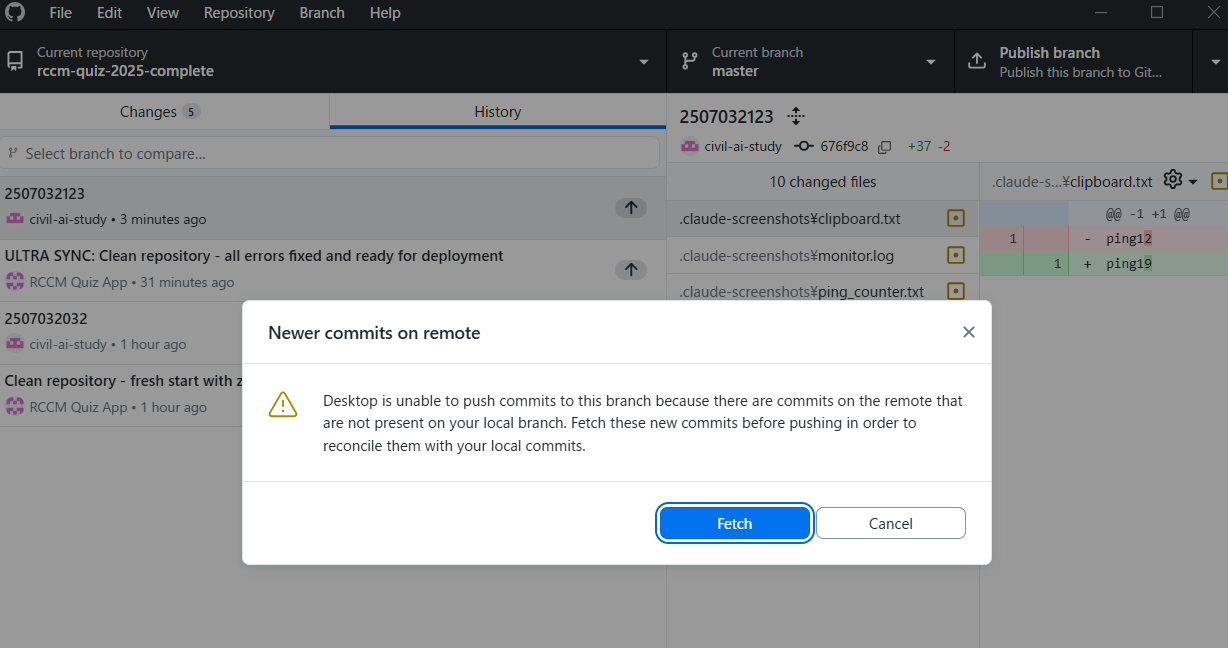 File Edit View Repository Branch Help
Current repository
rccm-quiz-2025-complete
Current branch
master
Publish branch
Publish this branch to Git...
Changes 5
History
Select branch to compare...
2507032123
civil-ai-study • 3 minutes ago
ULTRA SYNC: Clean repository - all errors fixed and ready for deployment
RCCM Quiz App • 31 minutes ago
2507032032
civil-ai-study • 1 hour ago
Clean repository - fresh start with z
RCCM Quiz App • 1 hour ago
2507032123
civil-ai-study 676f9c8 +37 -2
10 changed files
.claude-screenshots¥clipboard.txt
.claude-screenshots¥monitor.log
.claude-screenshots¥ping_counter.txt
.claude-s...¥clipboard.txt
@@ -1 +1 @@
1 - ping12
1 + ping19
Newer commits on remote
Desktop is unable to push commits to this branch because there are commits on the remote that
are not present on your local branch. Fetch these new commits before pushing in order to
reconcile them with your local commits.
Fetch
Cancel